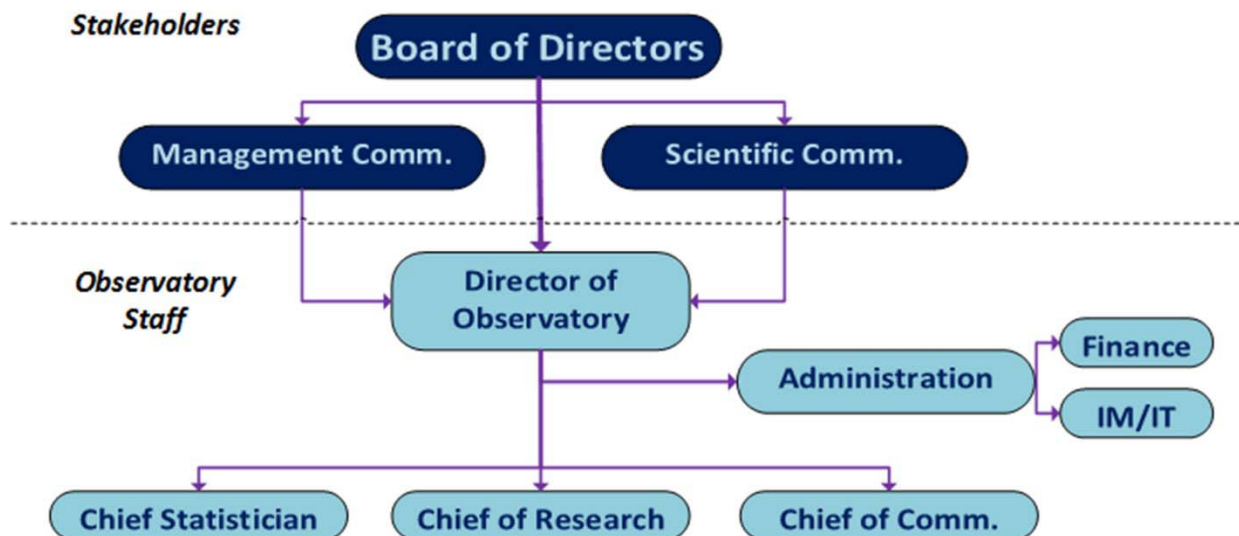 Stakeholders
Board of Directors
Management Comm.
Scientific Comm.
Observatory
Staff
Director of
Observatory
Administration
Finance
IM/IT
Chief Statistician
Chief of Research
Chief of Comm.